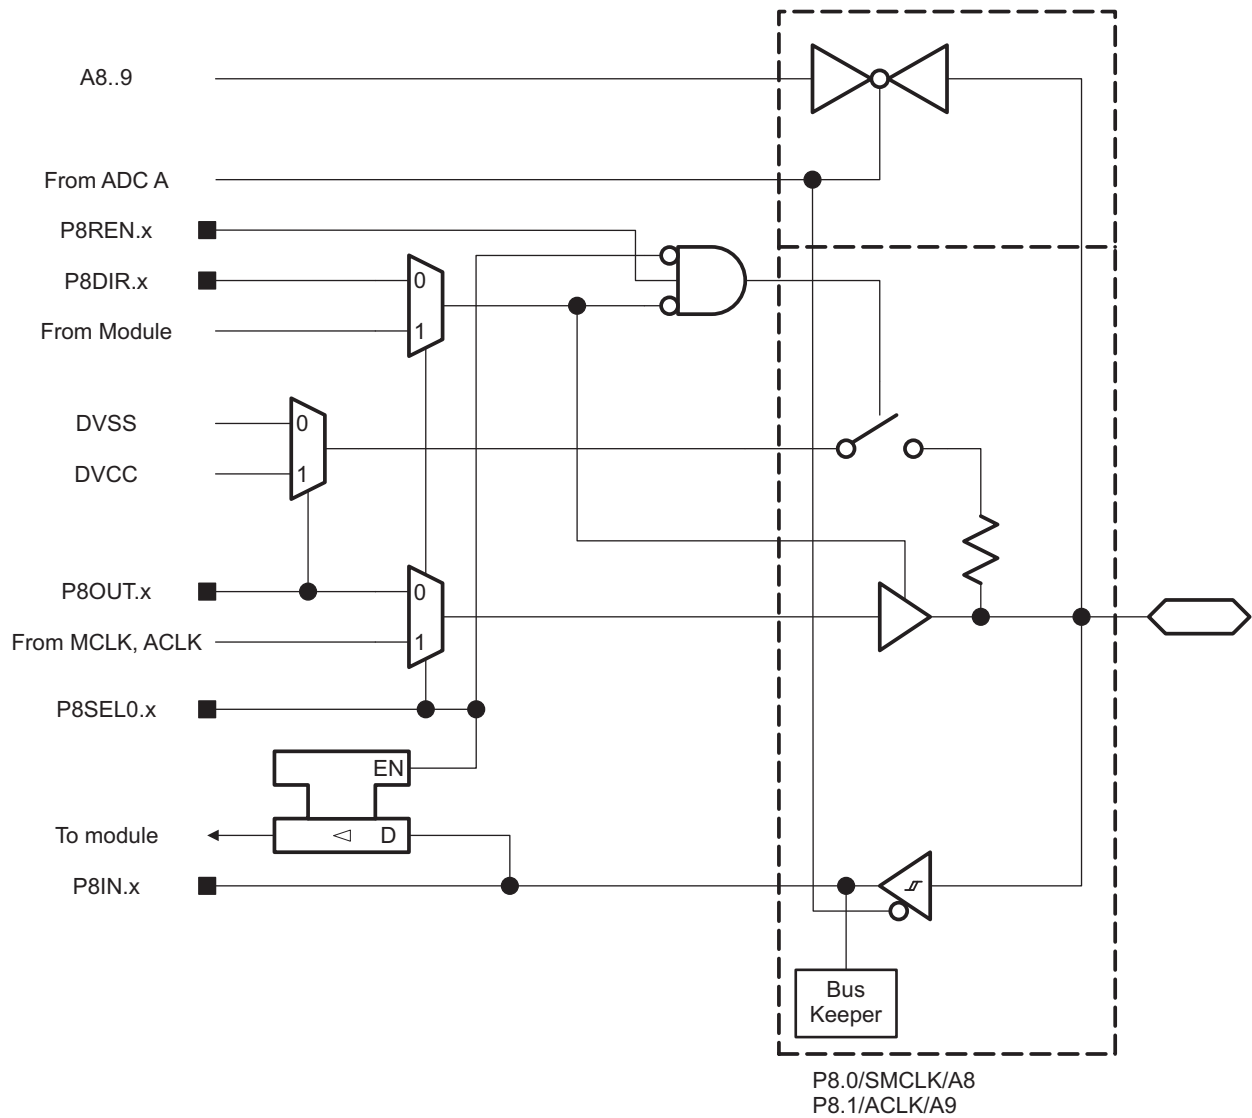 A8..9
From ADC A
P8REN.x
P8DIR.x
0
From Module
1
DVSS
0
DVCC
1
P8OUT.x
0
From MCLK, ACLK
1
P8SEL0.x
EN
To module
D
P8IN.x
Bus
Keeper
P8.0/SMCLK/A8
P8.1/ACLK/A9